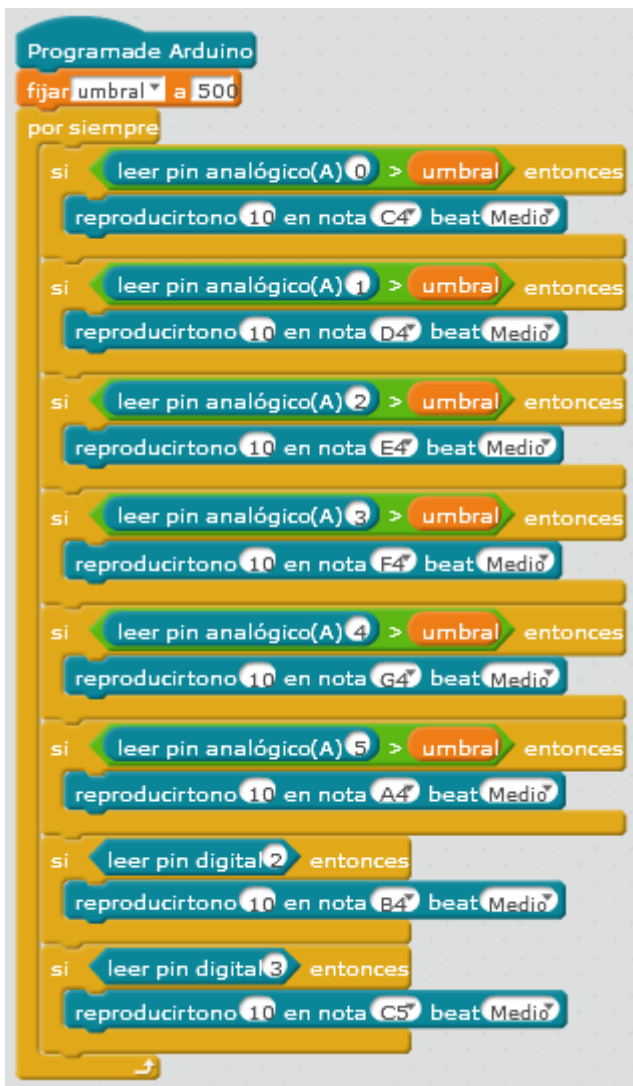 Programade Arduino
fijar umbral a 500
por siempre
si leer pin analógico(A) 0 > umbral entonces
reproducirtono 10 en nota C4 beat Medio
si leer pin analógico(A) 1 > umbral entonces
reproducirtono 10 en nota D4 beat Medio
si leer pin analógico(A) 2 > umbral entonces
reproducirtono 10 en nota E4 beat Medio
si leer pin analógico(A) 3 > umbral entonces
reproducirtono 10 en nota F4 beat Medio
si leer pin analógico(A) 4 > umbral entonces
reproducirtono 10 en nota G4 beat Medio
si leer pin analógico(A) 5 > umbral entonces
reproducirtono 10 en nota A4 beat Medio
si leer pin digital 2 entonces
reproducirtono 10 en nota B4 beat Medio
si leer pin digital 3 entonces
reproducirtono 10 en nota C5 beat Medio